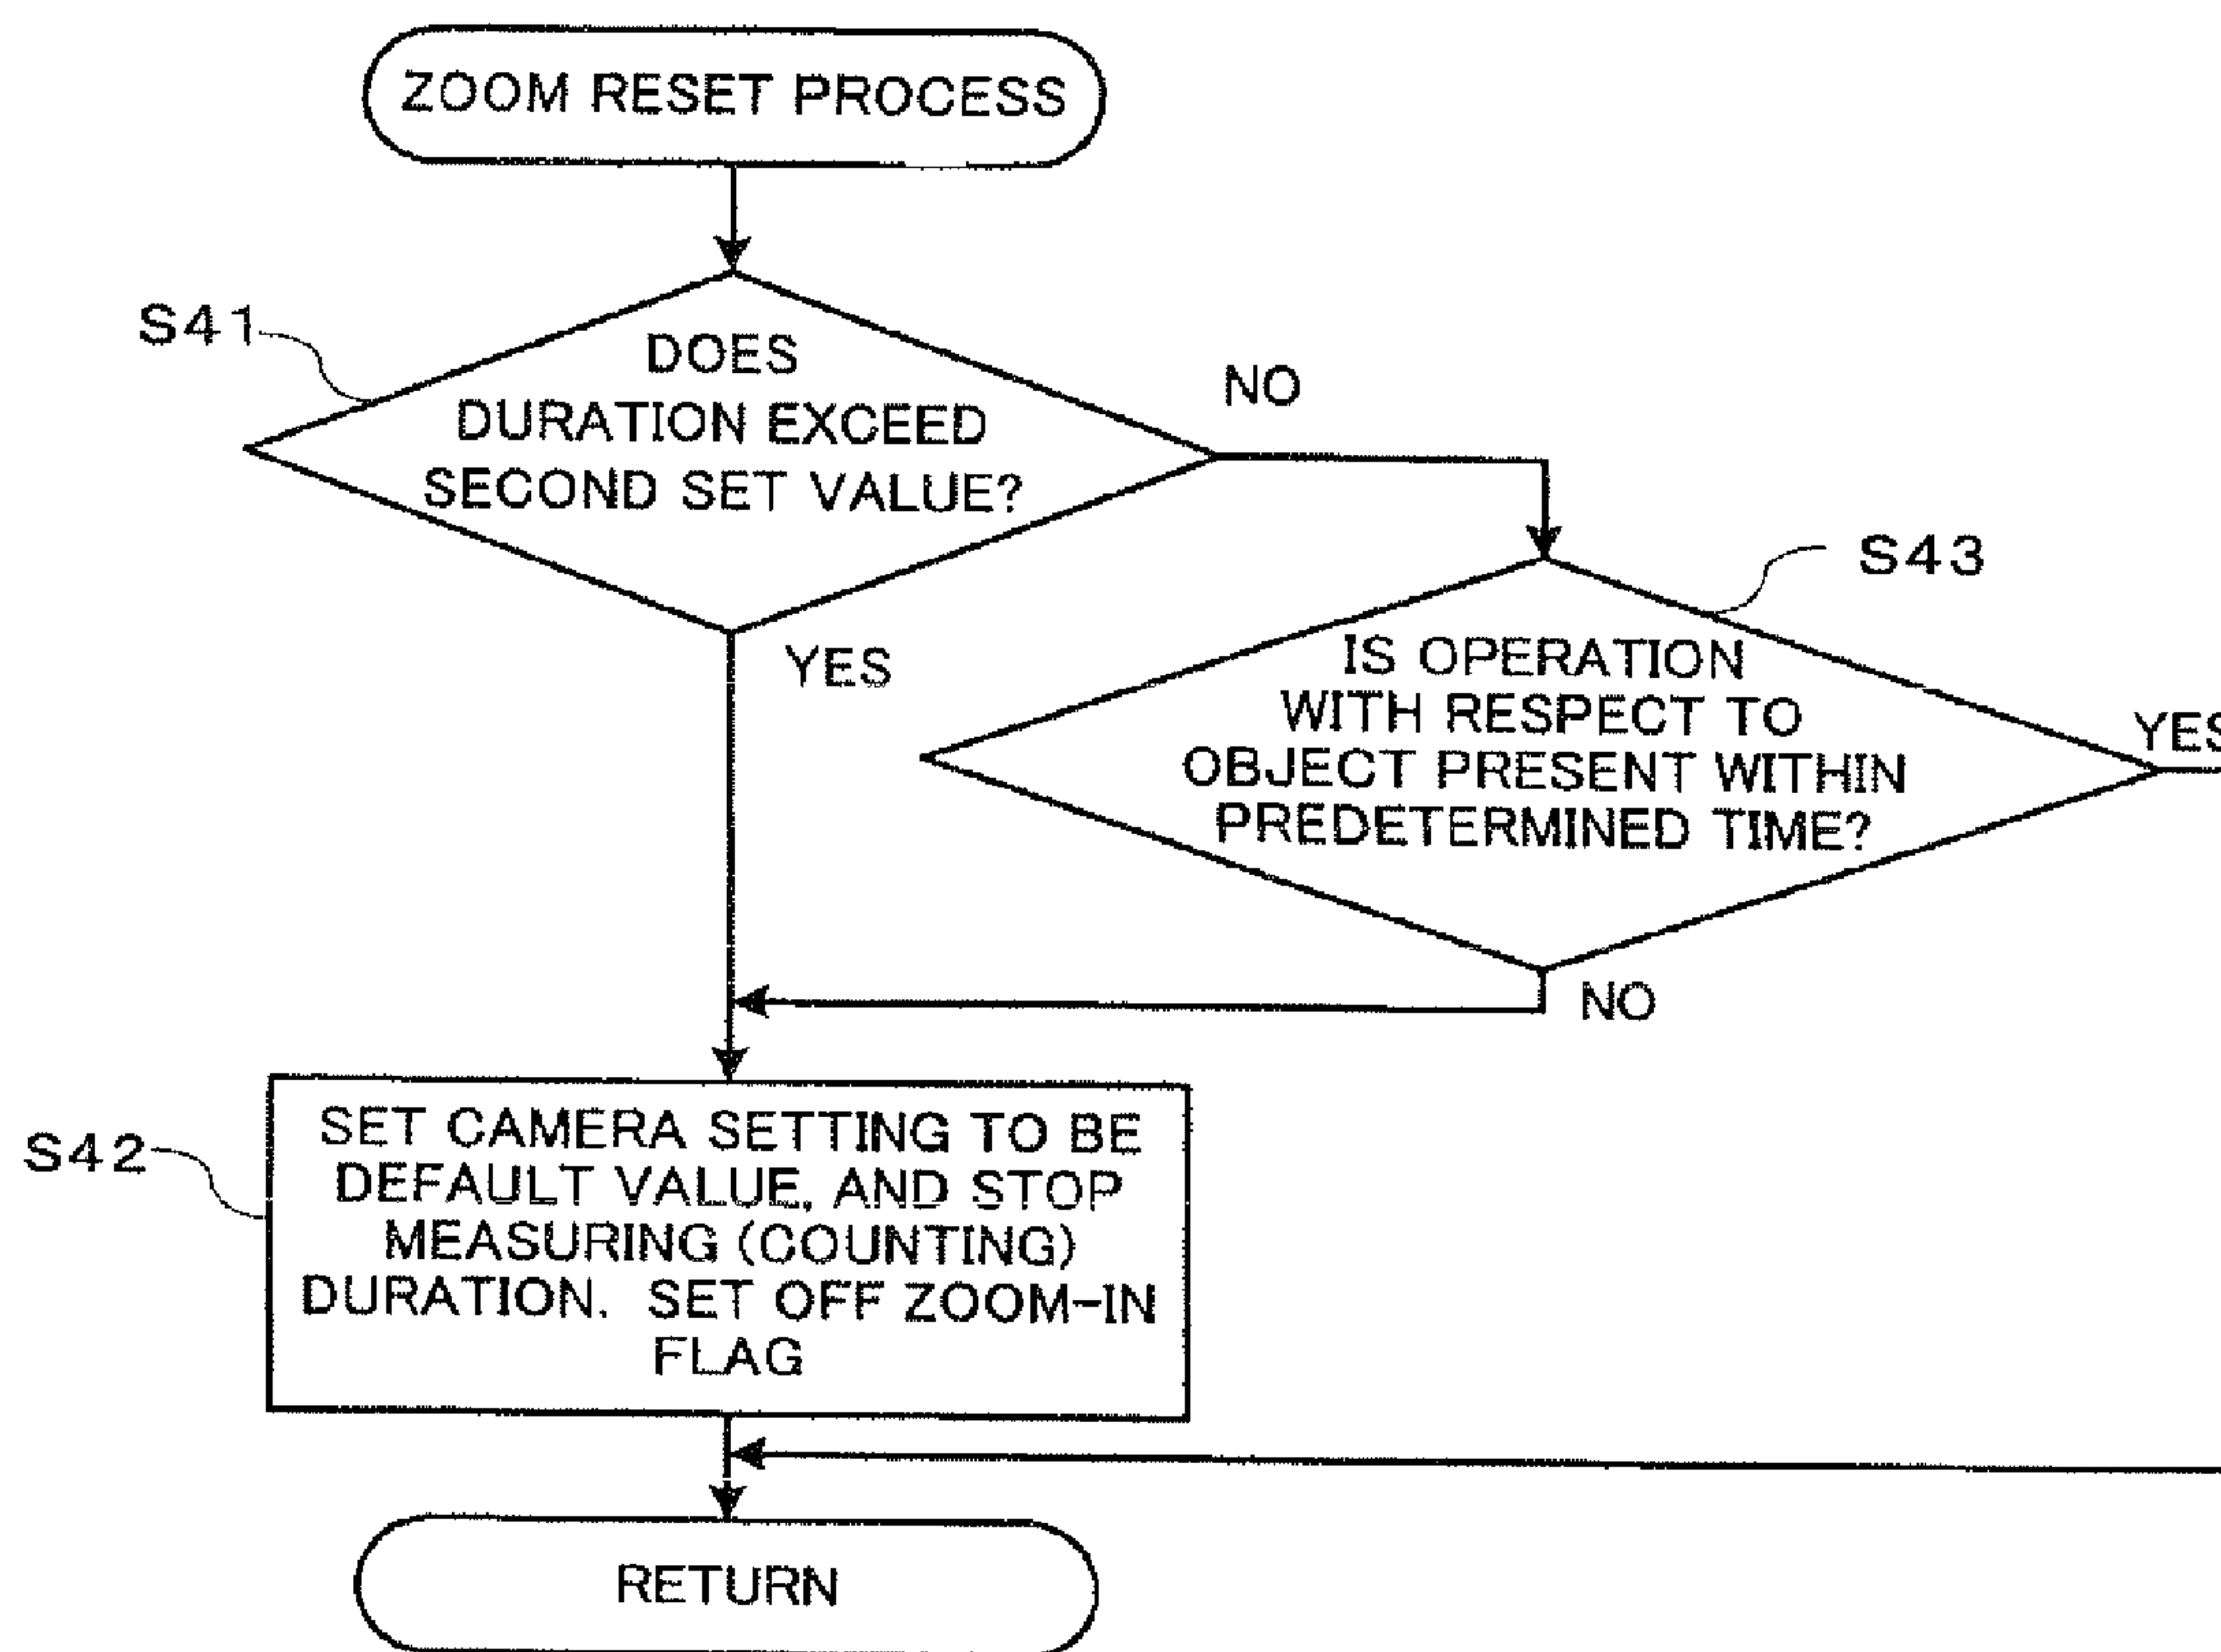 ZOOM RESET PROCESS
S41
DOES
DURATION EXCEED
SECOND SET VALUE?
NO
YES
S43
IS OPERATION
WITH RESPECT TO
OBJECT PRESENT WITHIN
PREDETERMINED TIME?
YES
NO
S42
SET CAMERA SETTING TO BE
DEFAULT VALUE, AND STOP
MEASURING (COUNTING)
DURATION. SET OFF ZOOM-IN
FLAG
RETURN